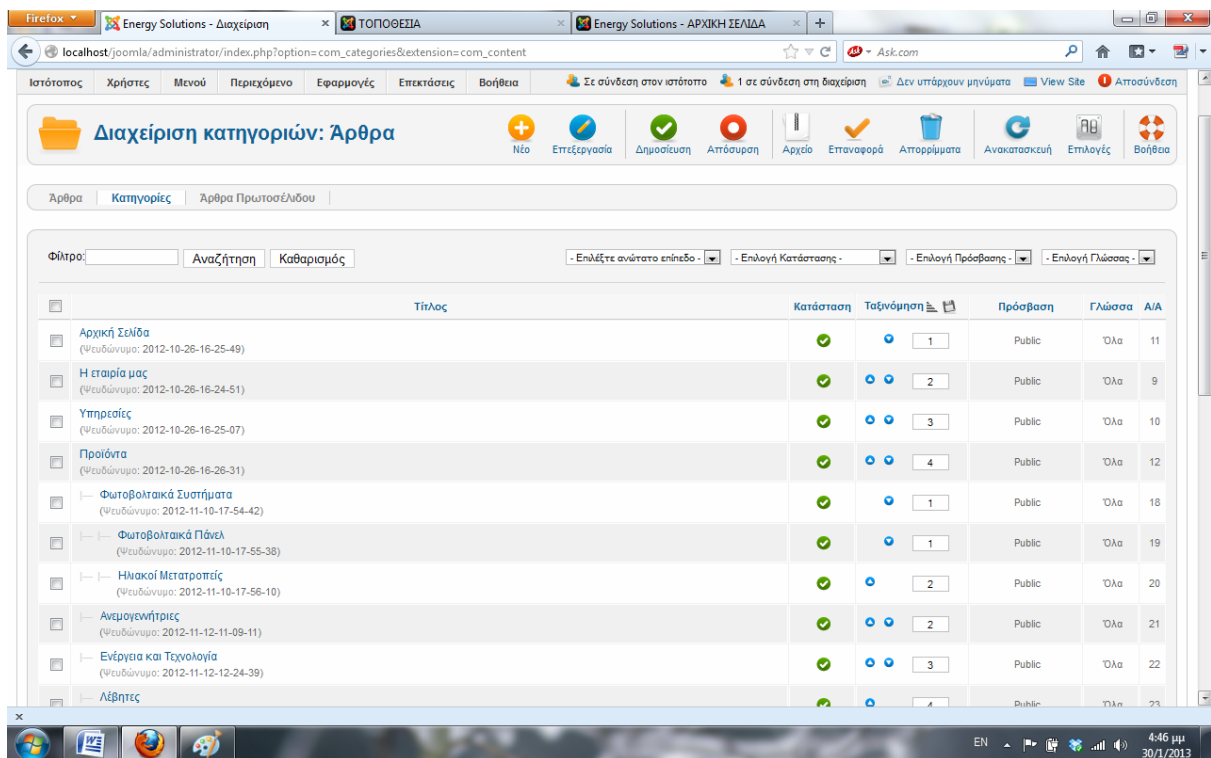 Firefox
Energy Solutions - Διαχείριση × ΤΟΠΟΘΕΣΙΑ × Energy Solutions - ΑΡΧΙΚΗ ΣΕΛΙΔΑ × +
localhost/joomla/administrator/index.php?option=com_categories&extension=com_content Ask.com
Ιστότοπος Χρήστες Μενού Περιεχόμενο Εφαρμογές Επεκτάσεις Βοήθεια Σε σύνδεση στον ιστότοπο 1 σε σύνδεση στη διαχείριση Δεν υπάρχουν μηνύματα View Site Αποσύνδεση
Διαχείριση κατηγοριών: Άρθρα
Νέο Επεξεργασία Δημοσίευση Απόσυρση Αρχείο Επαναφορά Απορρίμματα Ανακατασκευή Επιλογές Βοήθεια
Άρθρα Κατηγορίες Άρθρα Πρωτοσέλιδου
Φίλτρο: Αναζήτηση Καθαρισμός - Επιλέξτε ανώτατο επίπεδο - - Επιλογή Κατάστασης - - Επιλογή Πρόσβασης - - Επιλογή Γλώσσας -
Τίτλος Κατάσταση Ταξινόμηση Πρόσβαση Γλώσσα Α/Α
Αρχική Σελίδα
(Ψευδώνυμο: 2012-10-26-16-25-49) 1 Public Όλα 11
Η εταιρία μας
(Ψευδώνυμο: 2012-10-26-16-24-51) 2 Public Όλα 9
Υπηρεσίες
(Ψευδώνυμο: 2012-10-26-16-25-07) 3 Public Όλα 10
Προϊόντα
(Ψευδώνυμο: 2012-10-26-16-26-31) 4 Public Όλα 12
|— Φωτοβολταικά Συστήματα
(Ψευδώνυμο: 2012-11-10-17-54-42) 1 Public Όλα 18
|— |— Φωτοβολταικά Πάνελ
(Ψευδώνυμο: 2012-11-10-17-55-38) 1 Public Όλα 19
|— |— Ηλιακοί Μετατροπείς
(Ψευδώνυμο: 2012-11-10-17-56-10) 2 Public Όλα 20
|— Ανεμογεννήτριες
(Ψευδώνυμο: 2012-11-12-11-09-11) 2 Public Όλα 21
|— Ενέργεια και Τεχνολογία
(Ψευδώνυμο: 2012-11-12-12-24-39) 3 Public Όλα 22
|— Λέβητες
4 Public Όλα 23
×
EN 4:46 μμ
30/1/2013